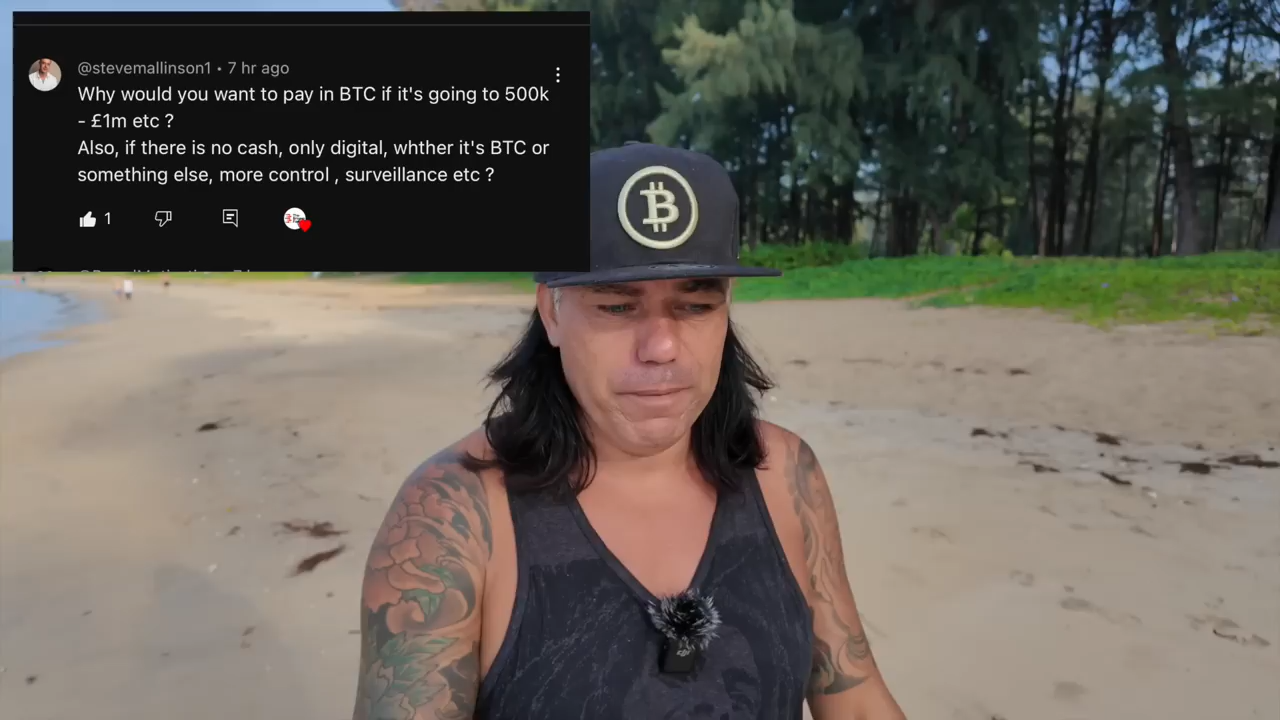 @stevemallinson1 • 7 hr ago
Why would you want to pay in BTC if it's going to 500k
- £1m etc ?
Also, if there is no cash, only digital, whther it's BTC or
something else, more control , surveillance etc ?
1